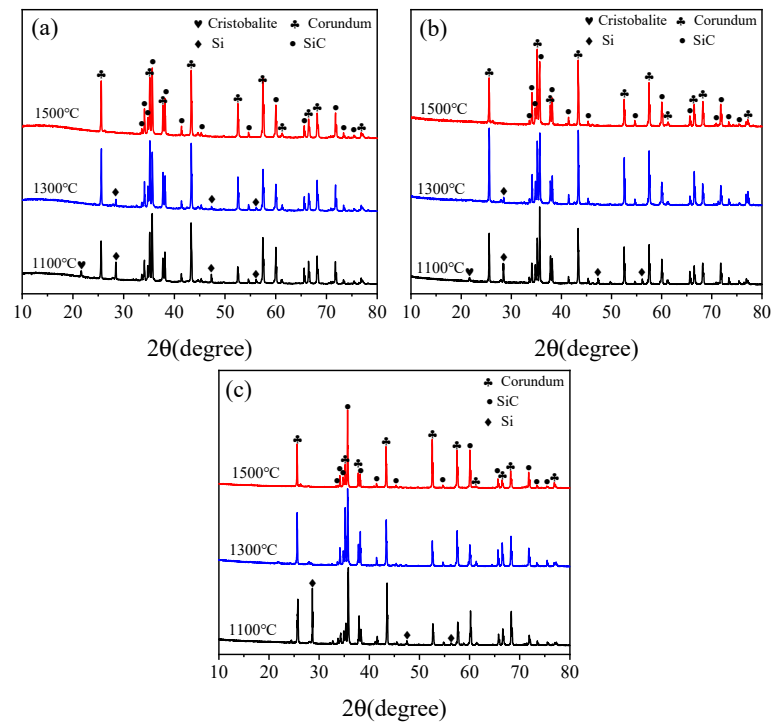 (a)
♥ Cristobalite ♣ Corundum
♦ Si ● SiC
1500℃
1300℃
1100℃
10 20 30 40 50 60 70 80
2θ(degree)
(b)
♥ Cristobalite ♣ Corundum
♦ Si ● SiC
1500℃
1300℃
1100℃
10 20 30 40 50 60 70 80
2θ(degree)
(c)
♣ Corundum
● SiC
♦ Si
1500℃
1300℃
1100℃
10 20 30 40 50 60 70 80
2θ(degree)